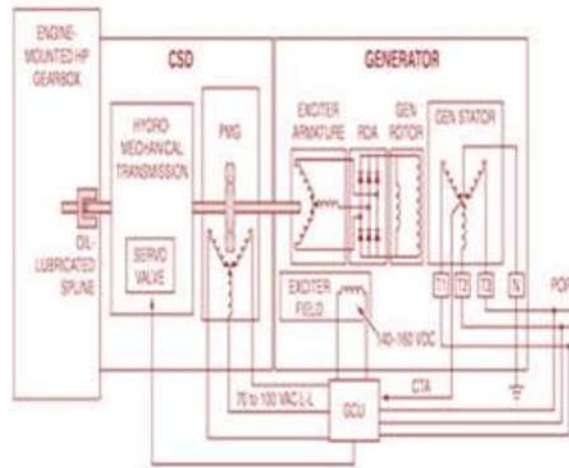 ENGINE-
MOUNTED HP
GEARBOX
CSD
GENERATOR
HYDRO-
MECHANICAL
TRANSMISSION
PMG
EXCITER
ARMATURE
RDA
GEN
ROTOR
GEN STATOR
OIL-
LUBRICATED
SPLINE
SERVO
VALVE
EXCITER
FIELD
T1
T2
T3
N
POR
140-160 VDC
CTA
70 to 100 VAC L-L
GCU